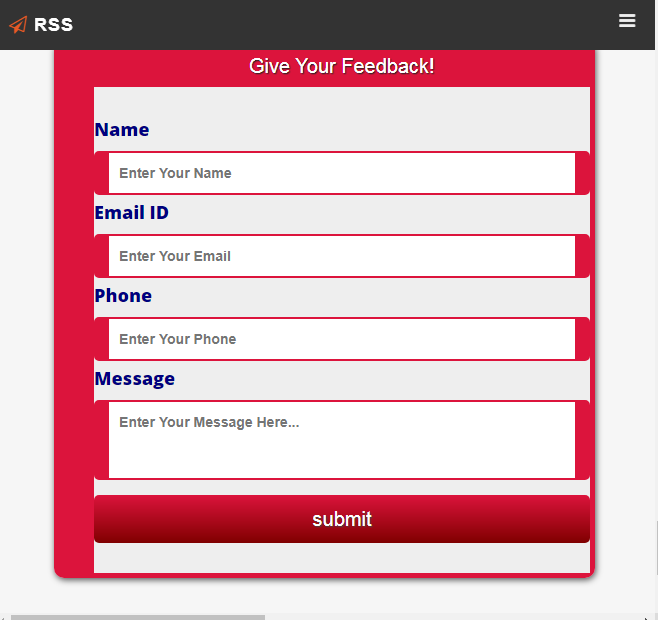 RSS
Give Your Feedback!
Name
Enter Your Name
Email ID
Enter Your Email
Phone
Enter Your Phone
Message
Enter Your Message Here...
submit